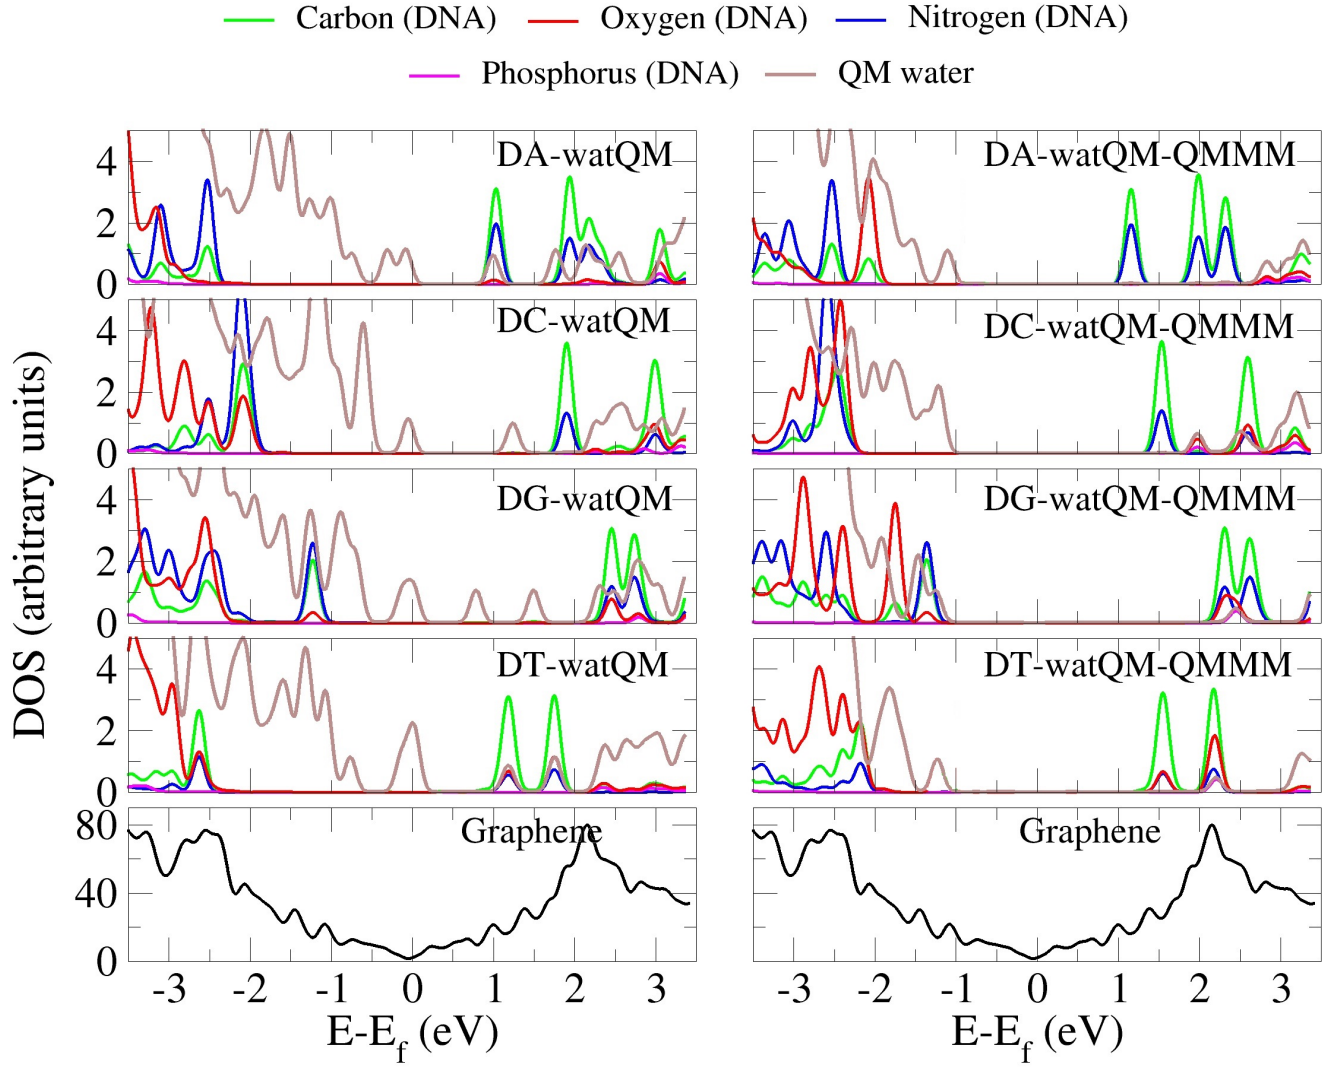 Carbon (DNA) Oxygen (DNA) Nitrogen (DNA)
Phosphorus (DNA) QM water
DOS (arbitrary units)
DA-watQM
4
2
0
DC-watQM
4
2
0
DG-watQM
4
2
0
DT-watQM
4
2
0
Graphene
80
40
0
-3 -2 -1 0 1 2 3
E-E_f (eV)
DA-watQM-QMMM
DC-watQM-QMMM
DG-watQM-QMMM
DT-watQM-QMMM
Graphene
-3 -2 -1 0 1 2 3
E-E_f (eV)